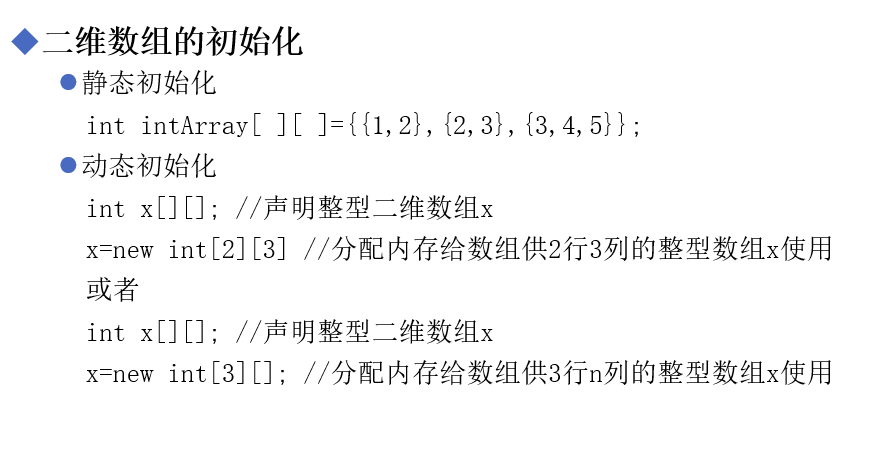 二维数组的初始化
静态初始化
int intArray[ ][ ]={{1,2},{2,3},{3,4,5}};
动态初始化
int x[][]; //声明整型二维数组x
x=new int[2][3] //分配内存给数组供2行3列的整型数组x使用
或者
int x[][]; //声明整型二维数组x
x=new int[3][]; //分配内存给数组供3行n列的整型数组x使用